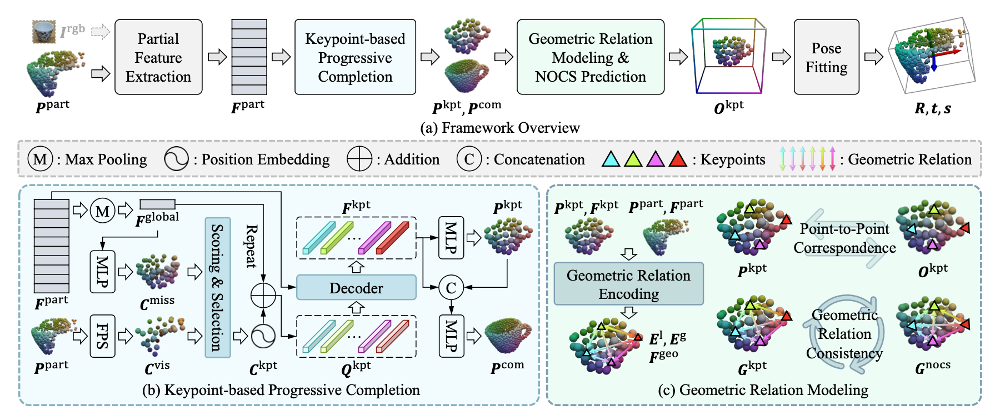 I^rgb
P^part
Partial
Feature
Extraction
F^part
Keypoint-based
Progressive
Completion
P^kpt, P^com
Geometric Relation
Modeling &
NOCS Prediction
O^kpt
Pose
Fitting
R, t, s
(a) Framework Overview
M : Max Pooling
: Position Embedding
: Addition
C : Concatenation
: Keypoints
: Geometric Relation
F^part
M
F^global
MLP
C^miss
P^part
FPS
C^vis
Scoring & Selection
Repeat
C^kpt
F^kpt
...
Decoder
...
Q^kpt
MLP
P^kpt
C
MLP
P^com
(b) Keypoint-based Progressive Completion
P^kpt, F^kpt
P^part, F^part
Geometric Relation
Encoding
E^l, E^g
F^geo
P^kpt
Point-to-Point
Correspondence
O^kpt
G^kpt
Geometric
Relation
Consistency
G^nocs
(c) Geometric Relation Modeling